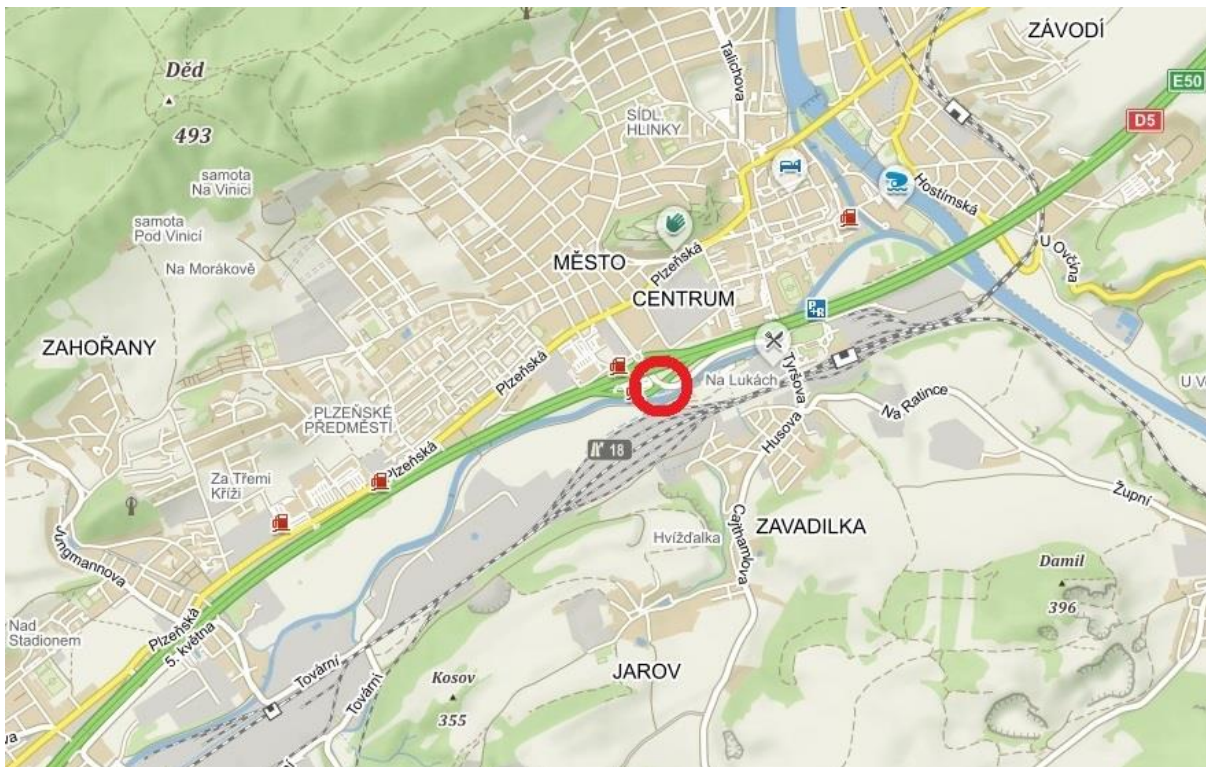 ZÁVODÍ
Děd
493
Talichova
SÍDL.
HLINKY
E50
D5
samota
Na Vinici
samota
Pod Vinicí
Na Morákově
Hostímská
U Ovčína
MĚSTO
Plzeňská
CENTRUM
P+R
ZAHOŘANY
Plzeňská
Na Lukách
Tyršova
Na Ratince
Husova
PLZEŇSKÉ
PŘEDMĚSTÍ
Plzeňská
18
Za Třemi
Kříži
Župní
Cajthamlova
ZAVADILKA
Hvížďalka
Jungmannova
Damil
396
Nad
Stadionem
Plzeňská
5. května
Tovární
Tovární
Kosov
355
JAROV